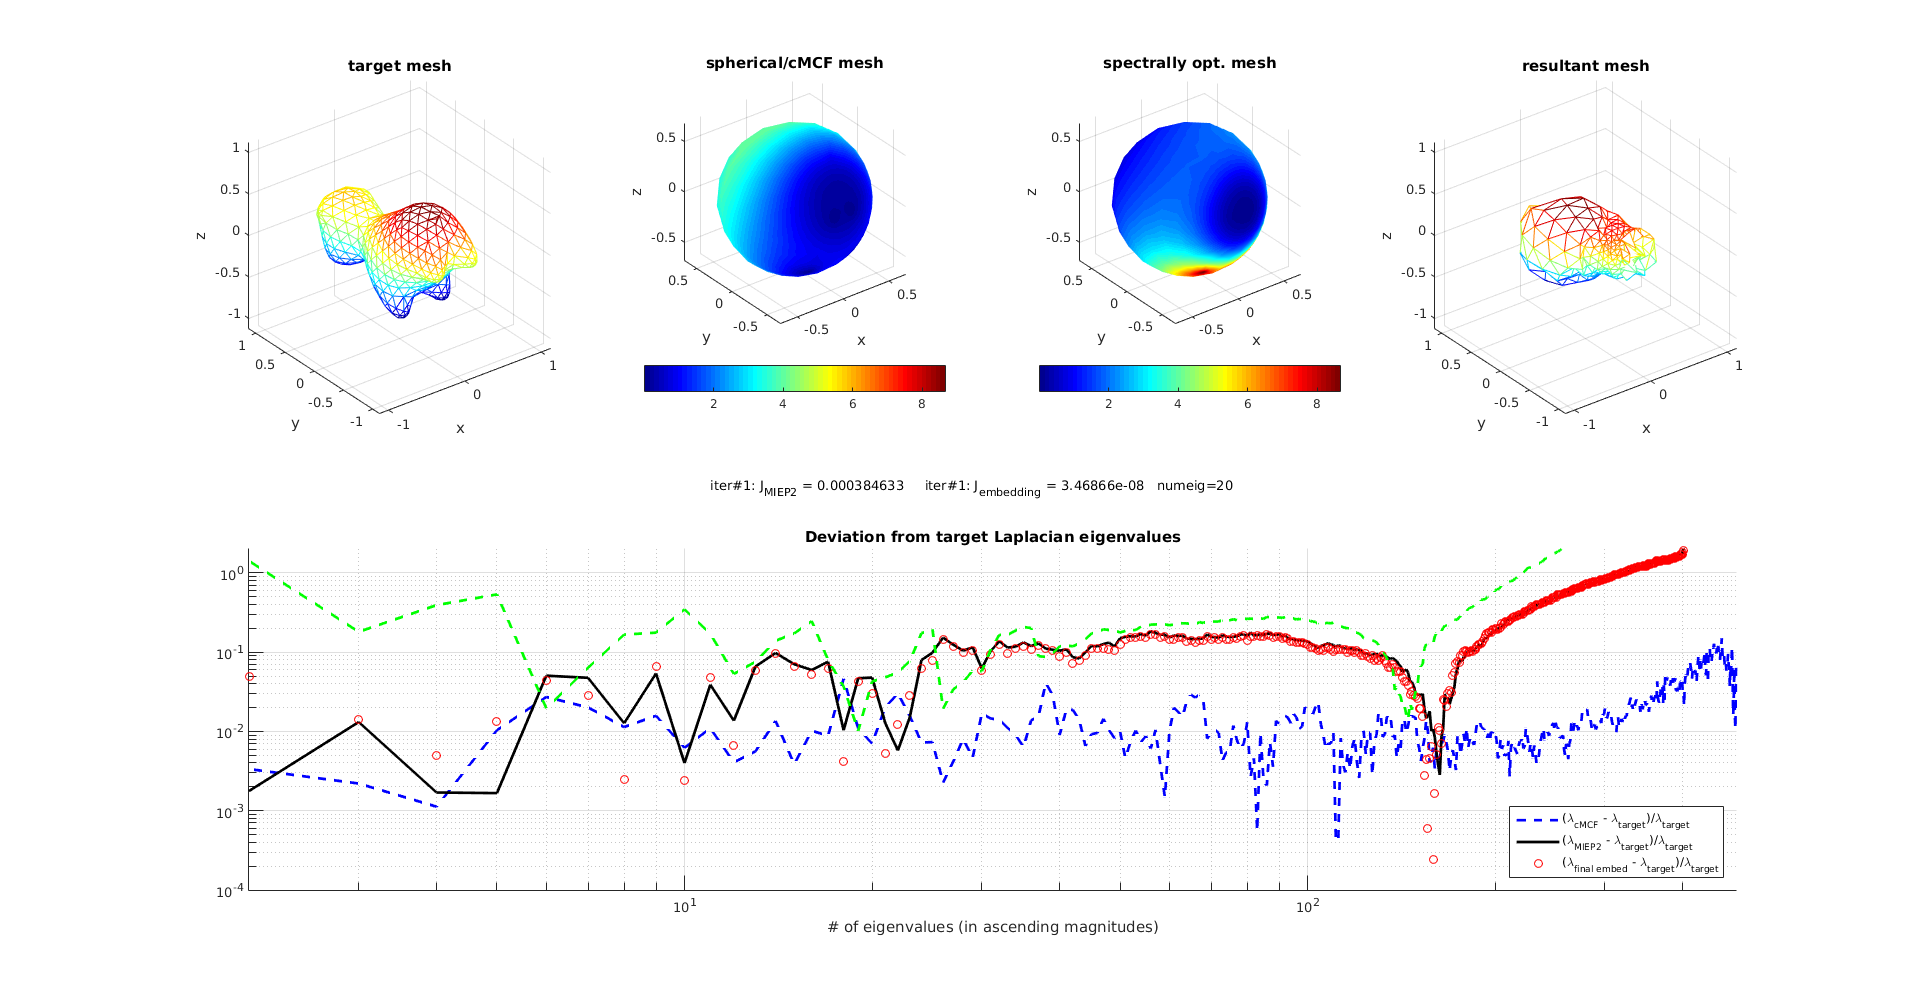 target mesh
spherical/cMCF mesh
spectrally opt. mesh
resultant mesh
1
0.5
0
-0.5
-1
z
1
0.5
0
-0.5
-1
y
-1
0
1
x
0.5
0
-0.5
z
0.5
0
-0.5
y
-0.5
0
0.5
x
2
4
6
8
0.5
0
-0.5
z
0.5
0
-0.5
y
-0.5
0
0.5
x
2
4
6
8
1
0.5
0
-0.5
-1
z
1
0.5
0
-0.5
-1
y
-1
0
1
x
iter#1: J_MIEP2 = 0.000384633 iter#1: J_embedding = 3.46866e-08 numeig=20
Deviation from target Laplacian eigenvalues
10^0
10^-1
10^-2
10^-3
10^-4
10^1
10^2
# of eigenvalues (in ascending magnitudes)
(λ_cMCF - λ_target)/λ_target
(λ_MIEP2 - λ_target)/λ_target
(λ_final embed - λ_target)/λ_target